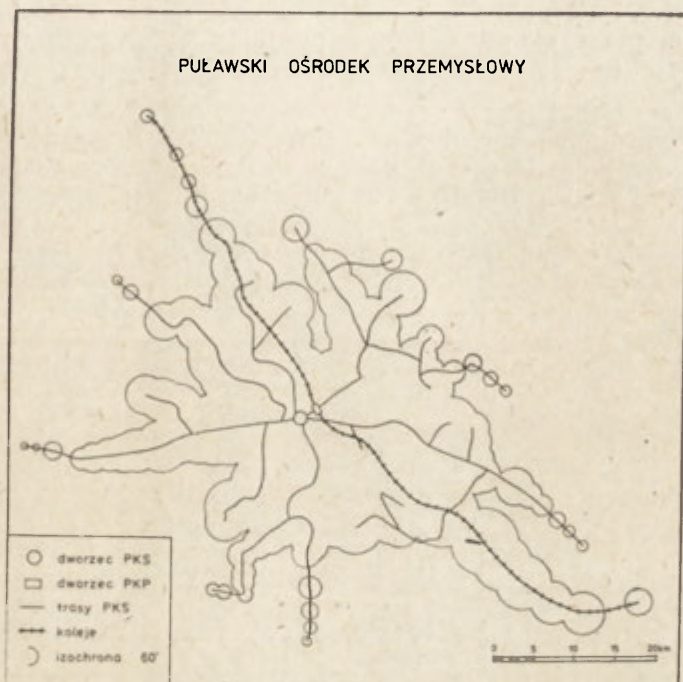 PUŁAWSKI OŚRODEK PRZEMYSŁOWY
dworzec PKS
dworzec PKP
trasy PKS
koleje
izochrona 60'
0 5 10 15 20km